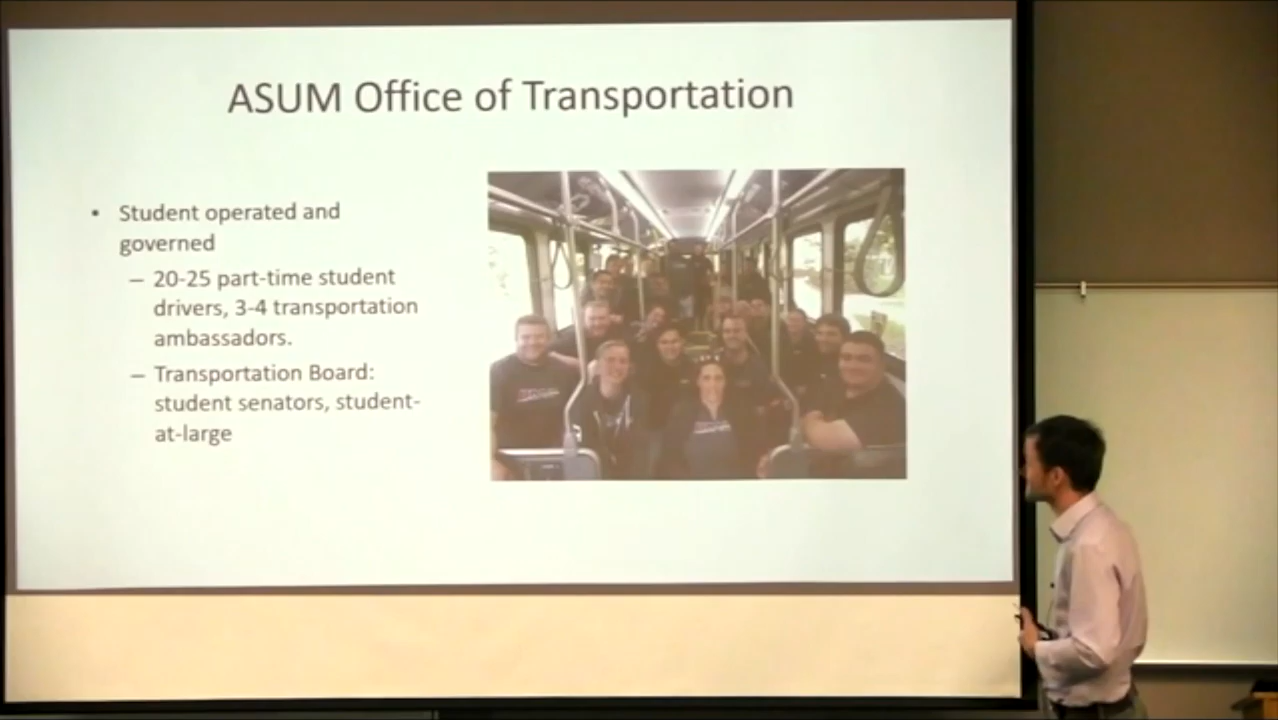 ASUM Office of Transportation
• Student operated and
governed
– 20-25 part-time student
drivers, 3-4 transportation
ambassadors.
– Transportation Board:
student senators, student-
at-large